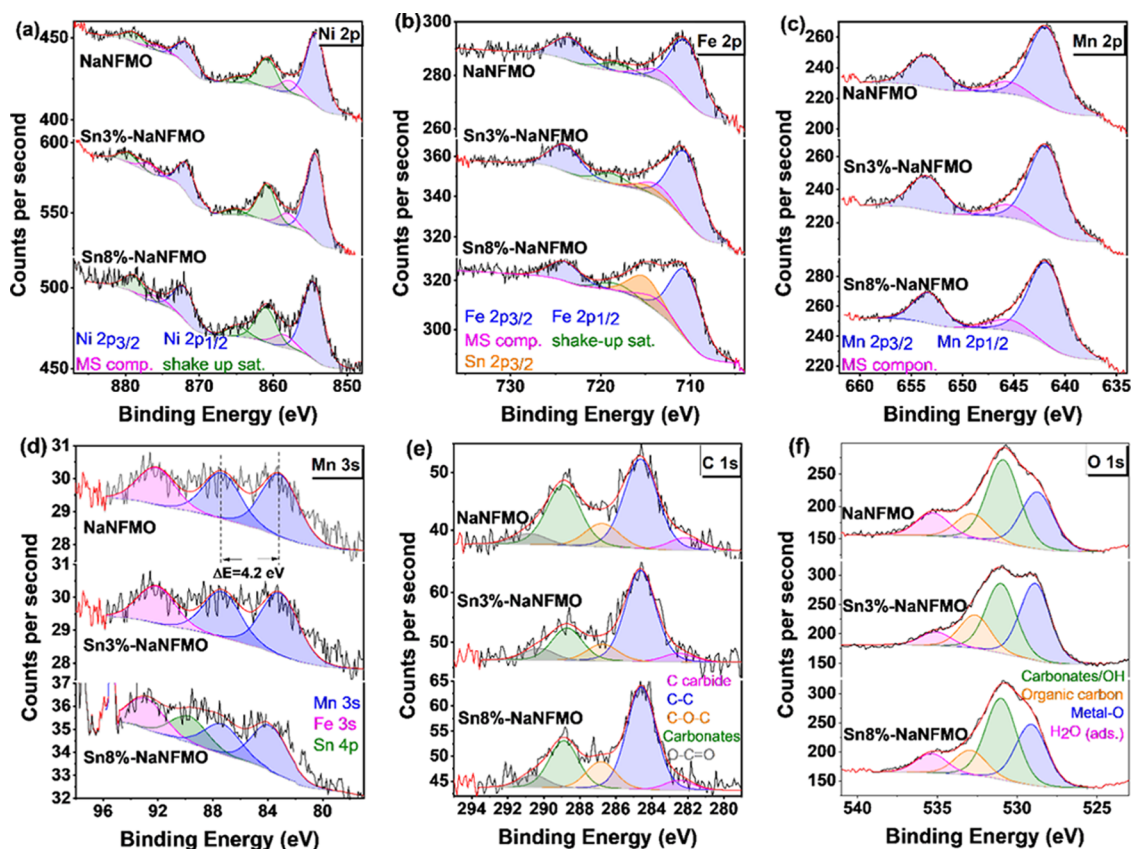 (a)
Ni 2p
450
NaNFMO
400
600
Sn3%-NaNFMO
550
Sn8%-NaNFMO
500
Ni 2p3/2 Ni 2p1/2
MS comp. shake up sat.
450
880 870 860 850
Binding Energy (eV)
Counts per second
(b)
300
Fe 2p
280
NaNFMO
260
Sn3%-NaNFMO
360
340
320
Sn8%-NaNFMO
320
Fe 2p3/2 Fe 2p1/2
300
MS comp. shake-up sat.
Sn 2p3/2
730 720 710
Binding Energy (eV)
Counts per second
(c)
260
Mn 2p
NaNFMO
230
200
260
Sn3%-NaNFMO
230
220
280
Sn8%-NaNFMO
250
Mn 2p3/2 Mn 2p1/2
MS compon.
220
660 655 650 645 640 635
Binding Energy (eV)
Counts per second
(d)
31
Mn 3s
30
29
NaNFMO
28
ΔE=4.2 eV
31
30
29
Sn3%-NaNFMO
28
37
36
35
34
Mn 3s
Fe 3s
Sn 4p
33
Sn8%-NaNFMO
32
96 92 88 84 80
Binding Energy (eV)
Counts per second
(e)
C 1s
50
NaNFMO
40
60
Sn3%-NaNFMO
50
C carbide
C-C
C-O-C
Carbonates
O-C=O
65
Sn8%-NaNFMO
60
55
50
45
294 292 290 288 286 284 282 280
Binding Energy (eV)
Counts per second
(f)
O 1s
250
NaNFMO
200
150
100
300
Sn3%-NaNFMO
250
200
150
Carbonates/OH
Organic carbon
Metal-O
H2O (ads.)
300
250
Sn8%-NaNFMO
200
150
540 535 530 525
Binding Energy (eV)
Counts per second